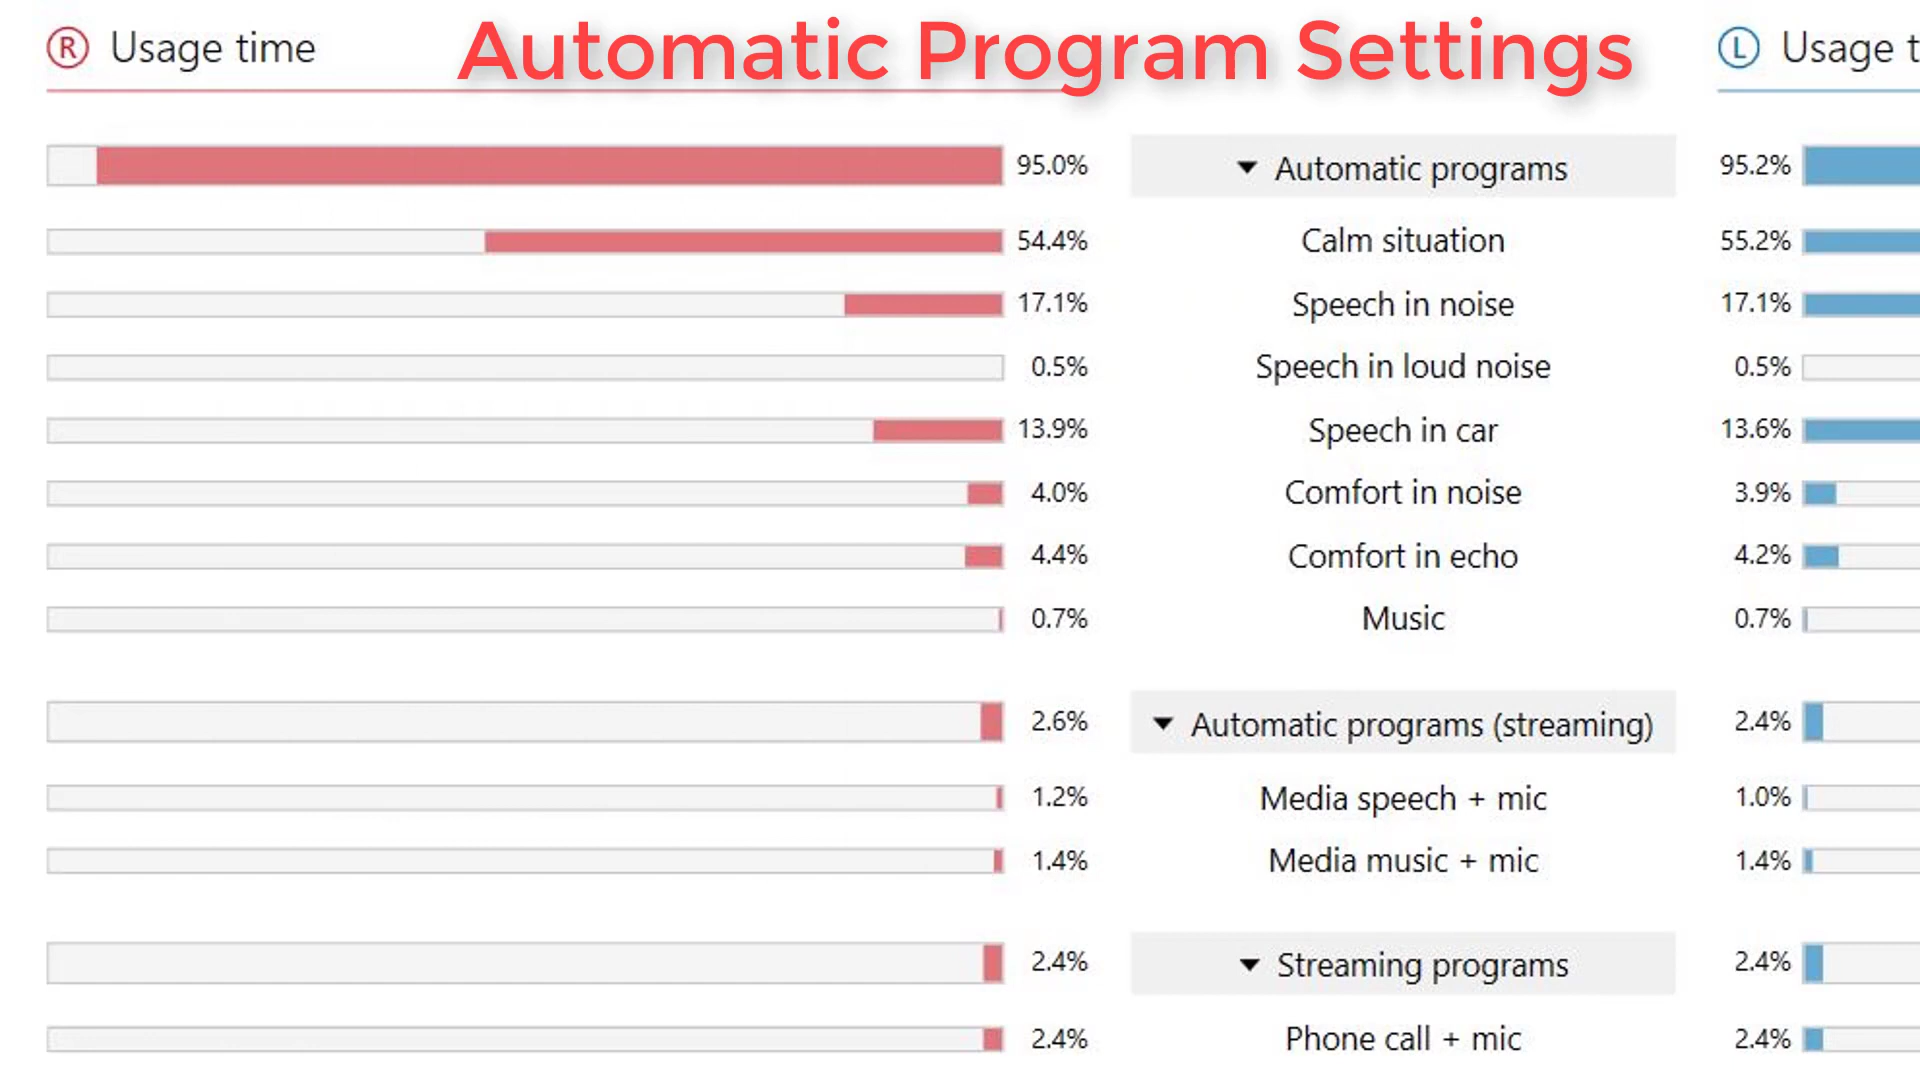 R Usage time Automatic Program Settings L Usage t
95.0% Automatic programs 95.2%
54.4% Calm situation 55.2%
17.1% Speech in noise 17.1%
0.5% Speech in loud noise 0.5%
13.9% Speech in car 13.6%
4.0% Comfort in noise 3.9%
4.4% Comfort in echo 4.2%
0.7% Music 0.7%
2.6% Automatic programs (streaming) 2.4%
1.2% Media speech + mic 1.0%
1.4% Media music + mic 1.4%
2.4% Streaming programs 2.4%
2.4% Phone call + mic 2.4%